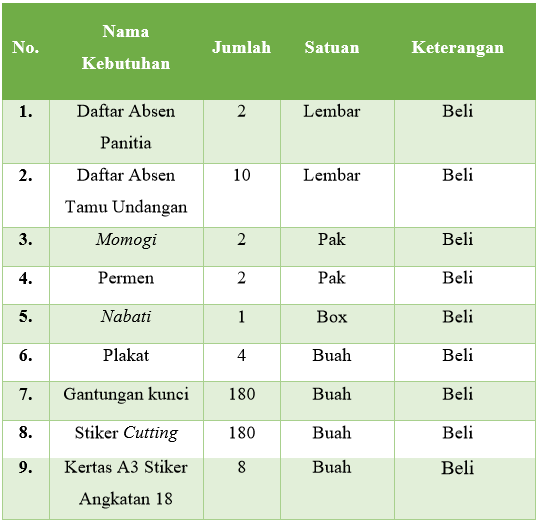 No. Nama Kebutuhan Jumlah Satuan Keterangan
1. Daftar Absen Panitia 2 Lembar Beli
2. Daftar Absen Tamu Undangan 10 Lembar Beli
3. Momogi 2 Pak Beli
4. Permen 2 Pak Beli
5. Nabati 1 Box Beli
6. Plakat 4 Buah Beli
7. Gantungan kunci 180 Buah Beli
8. Stiker Cutting 180 Buah Beli
9. Kertas A3 Stiker Angkatan 18 8 Buah Beli